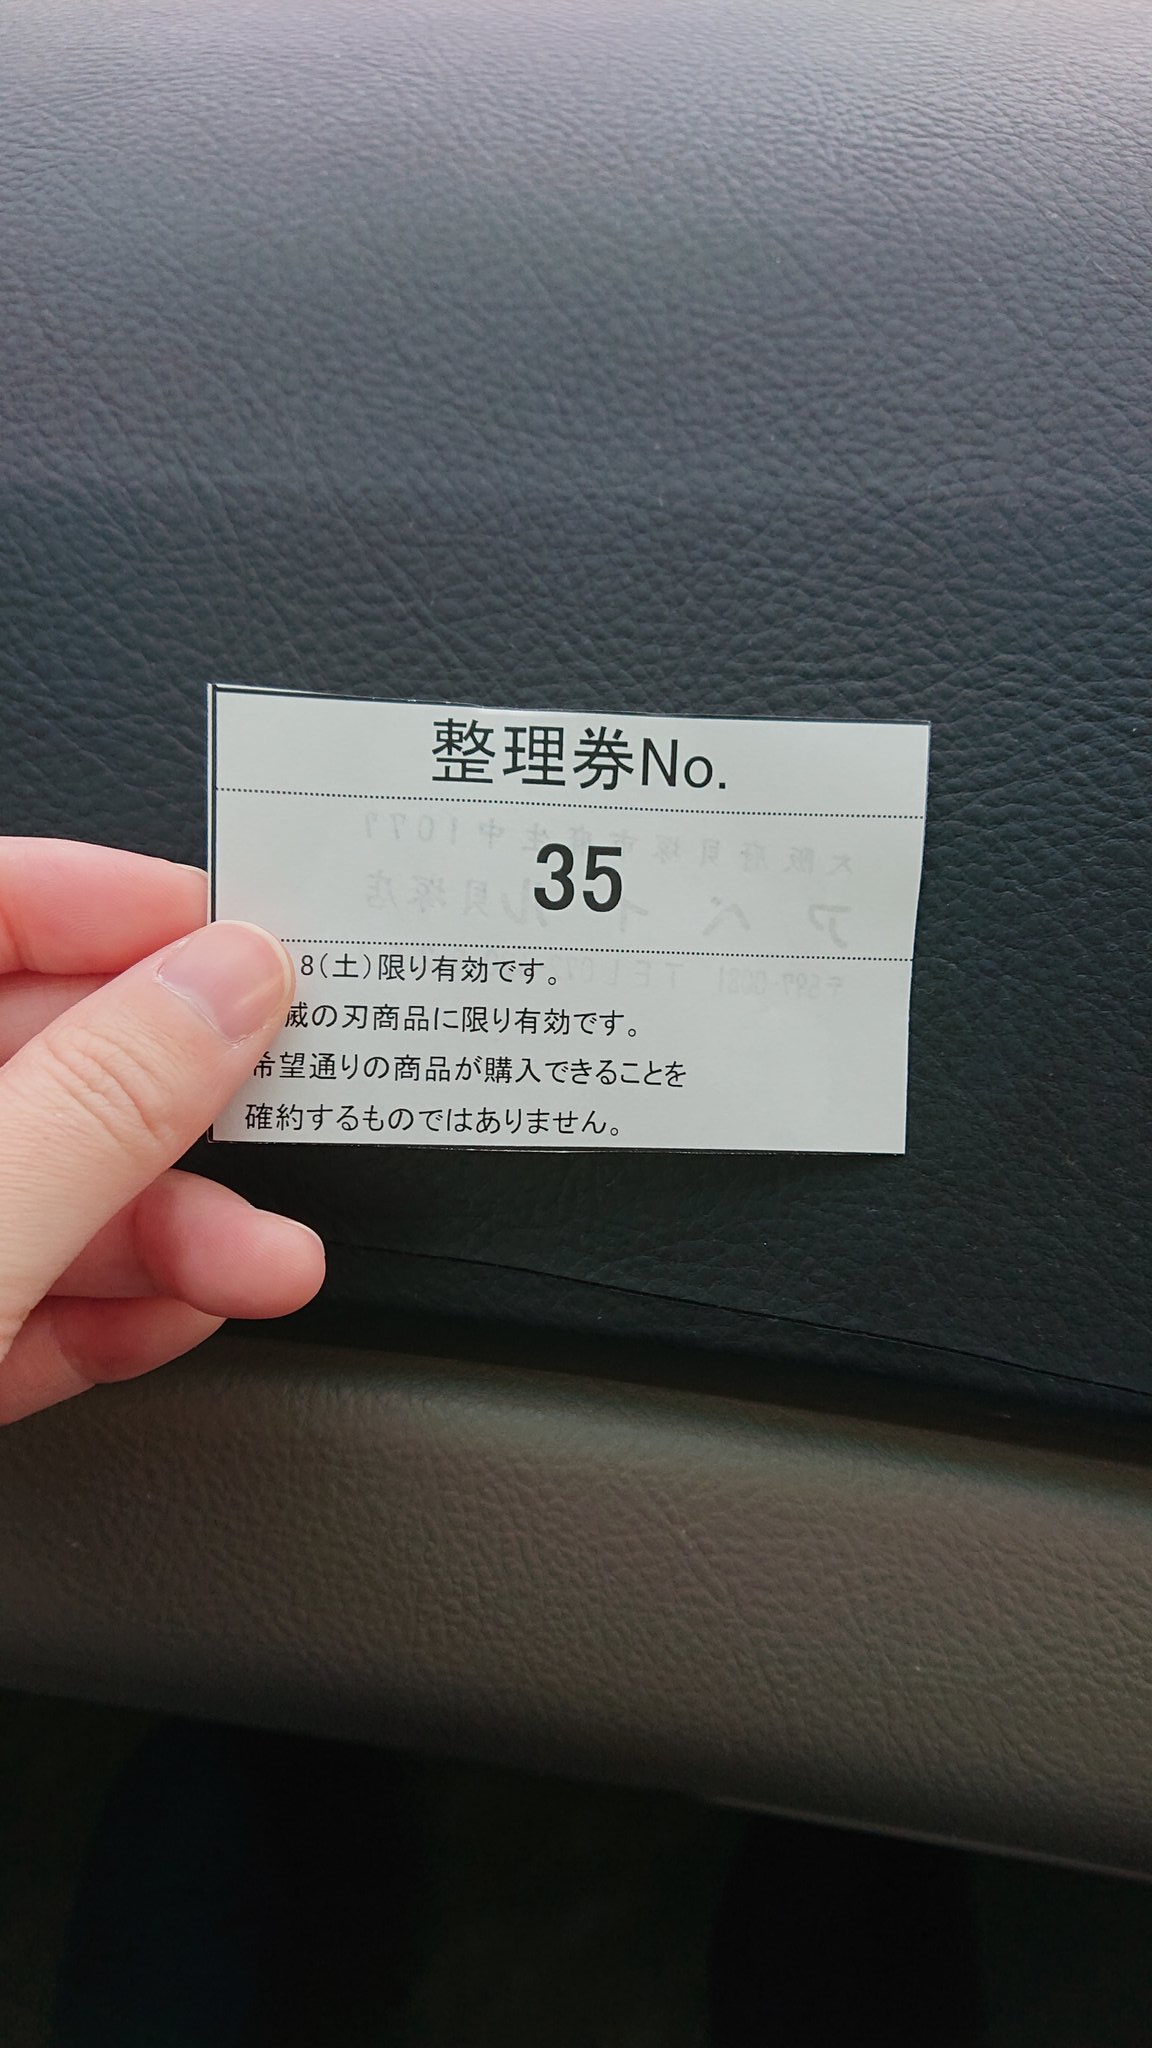 整理券No.
35
8(土)限り有効です。
滅の刃商品に限り有効です。
希望通りの商品が購入できることを
確約するものではありません。